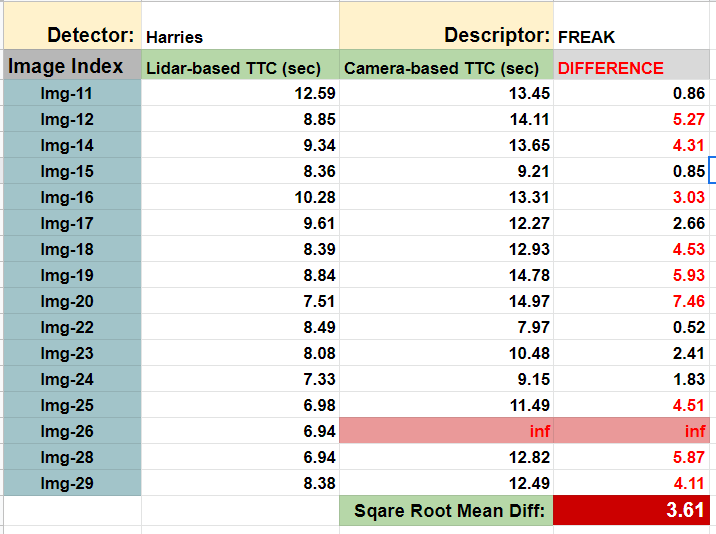 Detector: Harries Descriptor: FREAK
Image Index Lidar-based TTC (sec) Camera-based TTC (sec) DIFFERENCE
Img-11 12.59 13.45 0.86
Img-12 8.85 14.11 5.27
Img-14 9.34 13.65 4.31
Img-15 8.36 9.21 0.85
Img-16 10.28 13.31 3.03
Img-17 9.61 12.27 2.66
Img-18 8.39 12.93 4.53
Img-19 8.84 14.78 5.93
Img-20 7.51 14.97 7.46
Img-22 8.49 7.97 0.52
Img-23 8.08 10.48 2.41
Img-24 7.33 9.15 1.83
Img-25 6.98 11.49 4.51
Img-26 6.94 inf inf
Img-28 6.94 12.82 5.87
Img-29 8.38 12.49 4.11
Sqare Root Mean Diff: 3.61